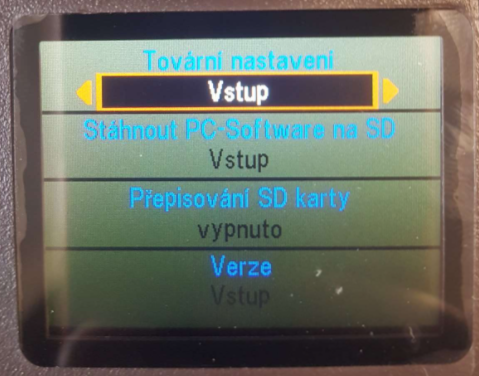 Tovární nastavení
Vstup
Stáhnout PC-Software na SD
Vstup
Přepisování SD karty
vypnuto
Verze
Vstup